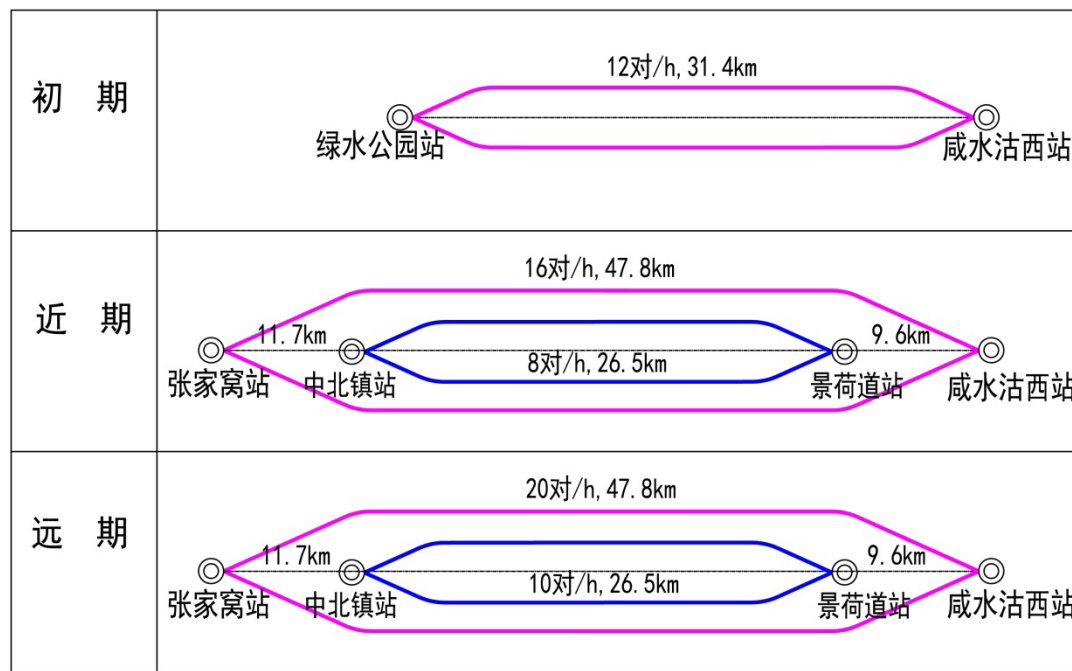 初 期
12对/h,31.4km
绿水公园站
咸水沽西站
近 期
16对/h,47.8km
11.7km
9.6km
8对/h,26.5km
张家窝站
中北镇站
景荷道站
咸水沽西站
远 期
20对/h,47.8km
11.7km
9.6km
10对/h,26.5km
张家窝站
中北镇站
景荷道站
咸水沽西站